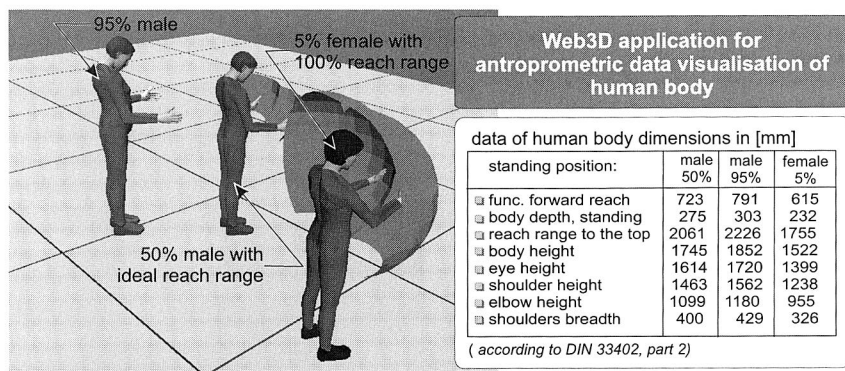 95% male
5% female with
100% reach range
50% male with
ideal reach range
Web3D application for
antroprometric data visualisation of
human body
data of human body dimensions in [mm]
standing position: male 50% male 95% female 5%
func. forward reach 723 791 615
body depth, standing 275 303 232
reach range to the top 2061 2226 1755
body height 1745 1852 1522
eye height 1614 1720 1399
shoulder height 1463 1562 1238
elbow height 1099 1180 955
shoulders breadth 400 429 326
( according to DIN 33402, part 2)